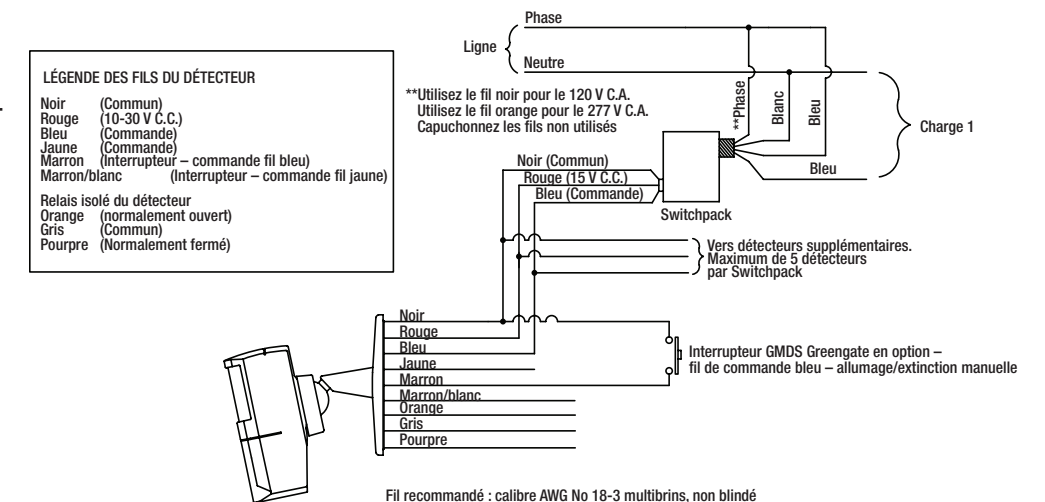 LÉGENDE DES FILS DU DÉTECTEUR
Noir (Commun)
Rouge (10-30 V C.C.)
Bleu (Commande)
Jaune (Commande)
Marron (Interrupteur – commande fil bleu)
Marron/blanc (Interrupteur – commande fil jaune)
Relais isolé du détecteur
Orange (normalement ouvert)
Gris (Commun)
Pourpre (Normalement fermé)
Phase
Ligne
Neutre
**Utilisez le fil noir pour le 120 V C.A.
Utilisez le fil orange pour le 277 V C.A.
Capuchonnez les fils non utilisés
**Phase
Blanc
Bleu
Charge 1
Bleu
Noir (Commun)
Rouge (15 V C.C.)
Bleu (Commande)
Switchpack
Vers détecteurs supplémentaires.
Maximum de 5 détecteurs
par Switchpack
Noir
Rouge
Bleu
Jaune
Marron
Marron/blanc
Orange
Gris
Pourpre
Interrupteur GMDS Greengate en option –
fil de commande bleu – allumage/extinction manuelle
Fil recommandé : calibre AWG No 18-3 multibrins, non blindé